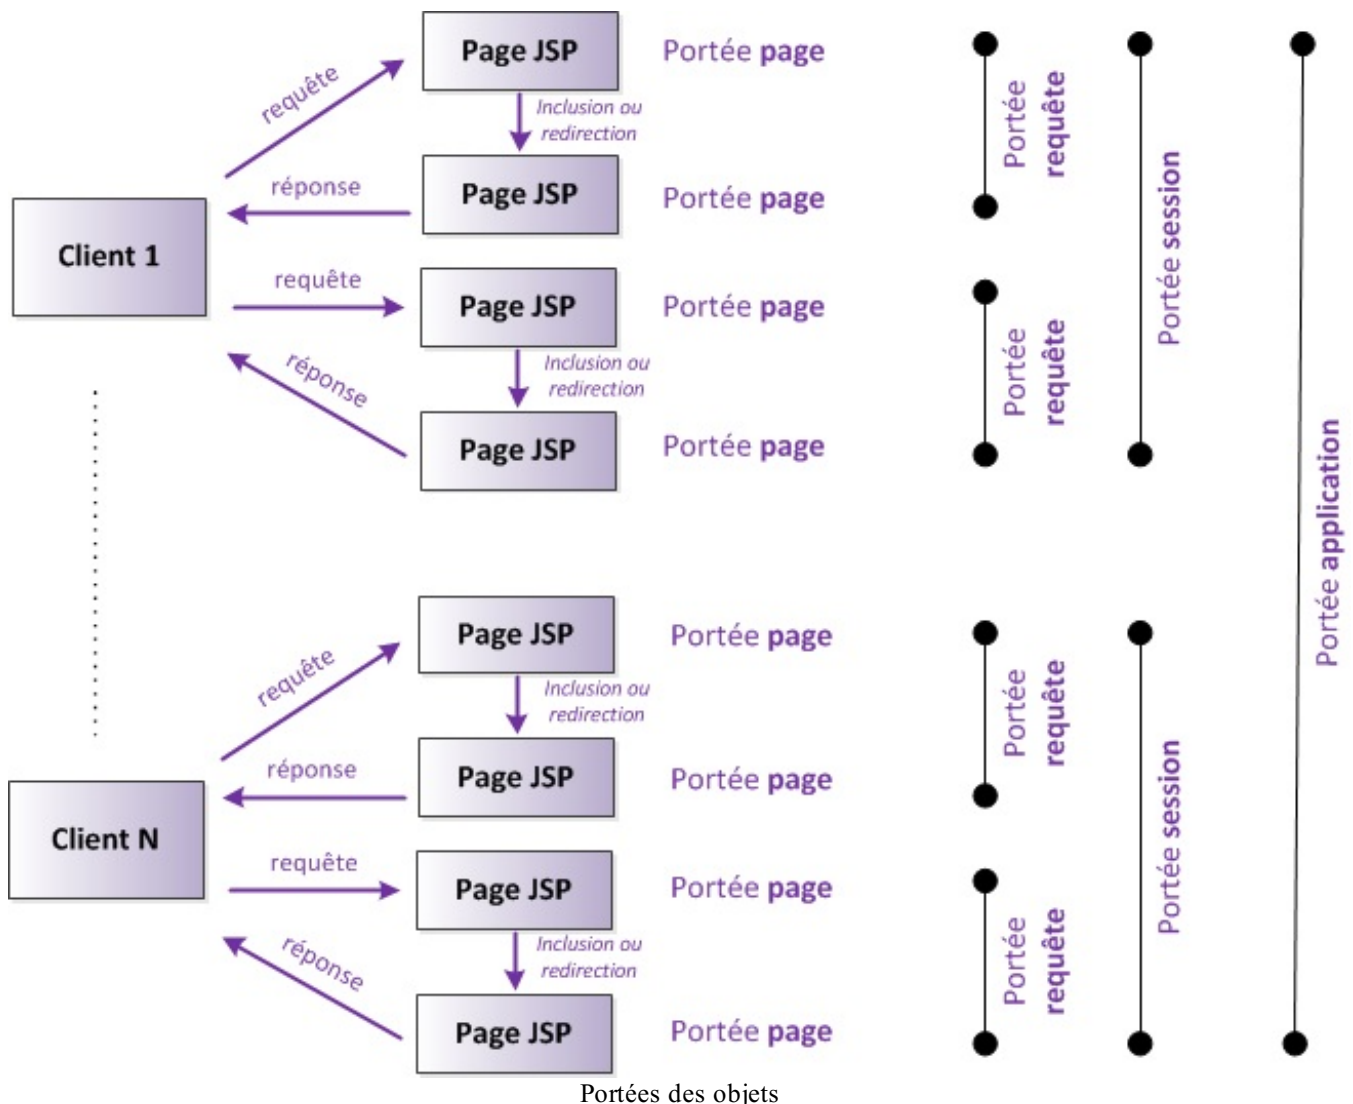 Page JSP
Portée page
requête
Inclusion ou
redirection
Portée
requête
réponse
Page JSP
Portée page
Client 1
Portée session
requête
Page JSP
Portée page
Inclusion ou
redirection
Portée
requête
réponse
Page JSP
Portée page
Portée application
Page JSP
Portée page
requête
Inclusion ou
redirection
Portée
requête
réponse
Page JSP
Portée page
Client N
Portée session
requête
Page JSP
Portée page
Inclusion ou
redirection
Portée
requête
réponse
Page JSP
Portée page
Portées des objets